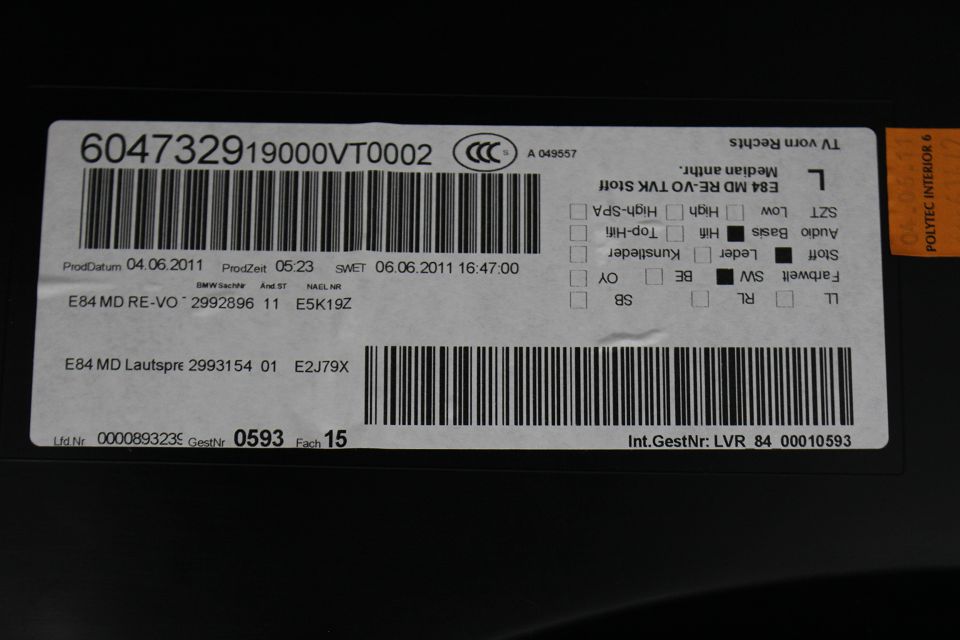 604732919000VT0002 CCC S A 049557
ProdDatum 04.06.2011 ProdZeit 05:23 SWET 06.06.2011 16:47:00
BMW SachNr Änd.ST NAEL NR
E84 MD RE-VO 2992896 11 E5K19Z
E84 MD Lautspre 2993154 01 E2J79X
Lfd.Nr 000089323 GestNr 0593 Fach 15
Int.GestNr: LVR_84_00010593
TV vorn Rechts
L Median anthr.
E84 MD RE-VO TVK Stoff
SZT Low High High-SPA
Audio Basis Hifi Top-Hifi
Stoff Leder Kunstleder
Farbwelt SW BE OY
LL RL SB
POLYTEC INTERIOR 6